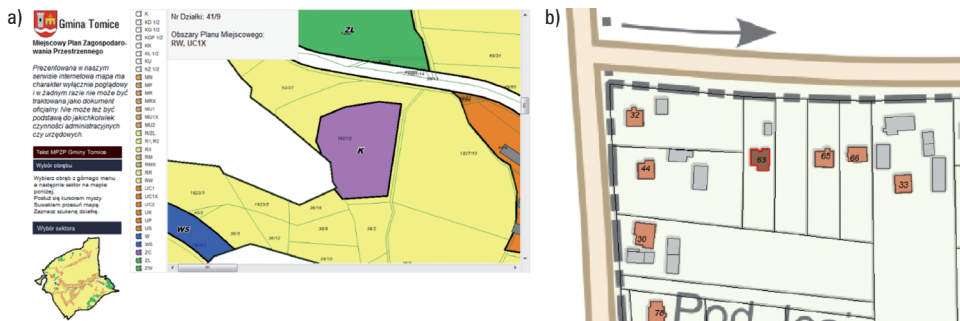 a)
Gmina Tomice
Miejscowy Plan Zagospodaro-
wania Przestrzennego
Prezentowana w naszym
serwisie internetowa mapa ma
charakter wyłącznie poglądowy
i w żadnym razie nie może być
traktowana jako dokument
oficjalny. Nie może też być
podstawą do jakichkolwiek
czynności administracyjnych
czy urzędowych.
Tekst MPZP Gminy Tomice
Wybór obrębu
Wybierz obręb z górnego menu
a następnie sektor na mapie
poniżej.
Posłuż się kursorem myszy.
Suwakiem przesuń mapę.
Zaznacz szukaną działkę.
Wybór sektora
K
KD 1/2
KG 1/2
KGP 1/2
KK
KL 1/2
KU
KZ 1/2
MN
MP
MR
MRX
MU1
MU1X
MU2
R/ZL
R1, R2
R3
RM
RMX
RR
RW
UC1
UC1X
UC2
UK
UP
US
W
WS
ZC
ZL
ZW
Nr Działki: 41/9
Obszary Planu Miejscowego:
RW, UC1X
ZL
K
WS
b)
32
44
63
65
66
33
30
78
Pod